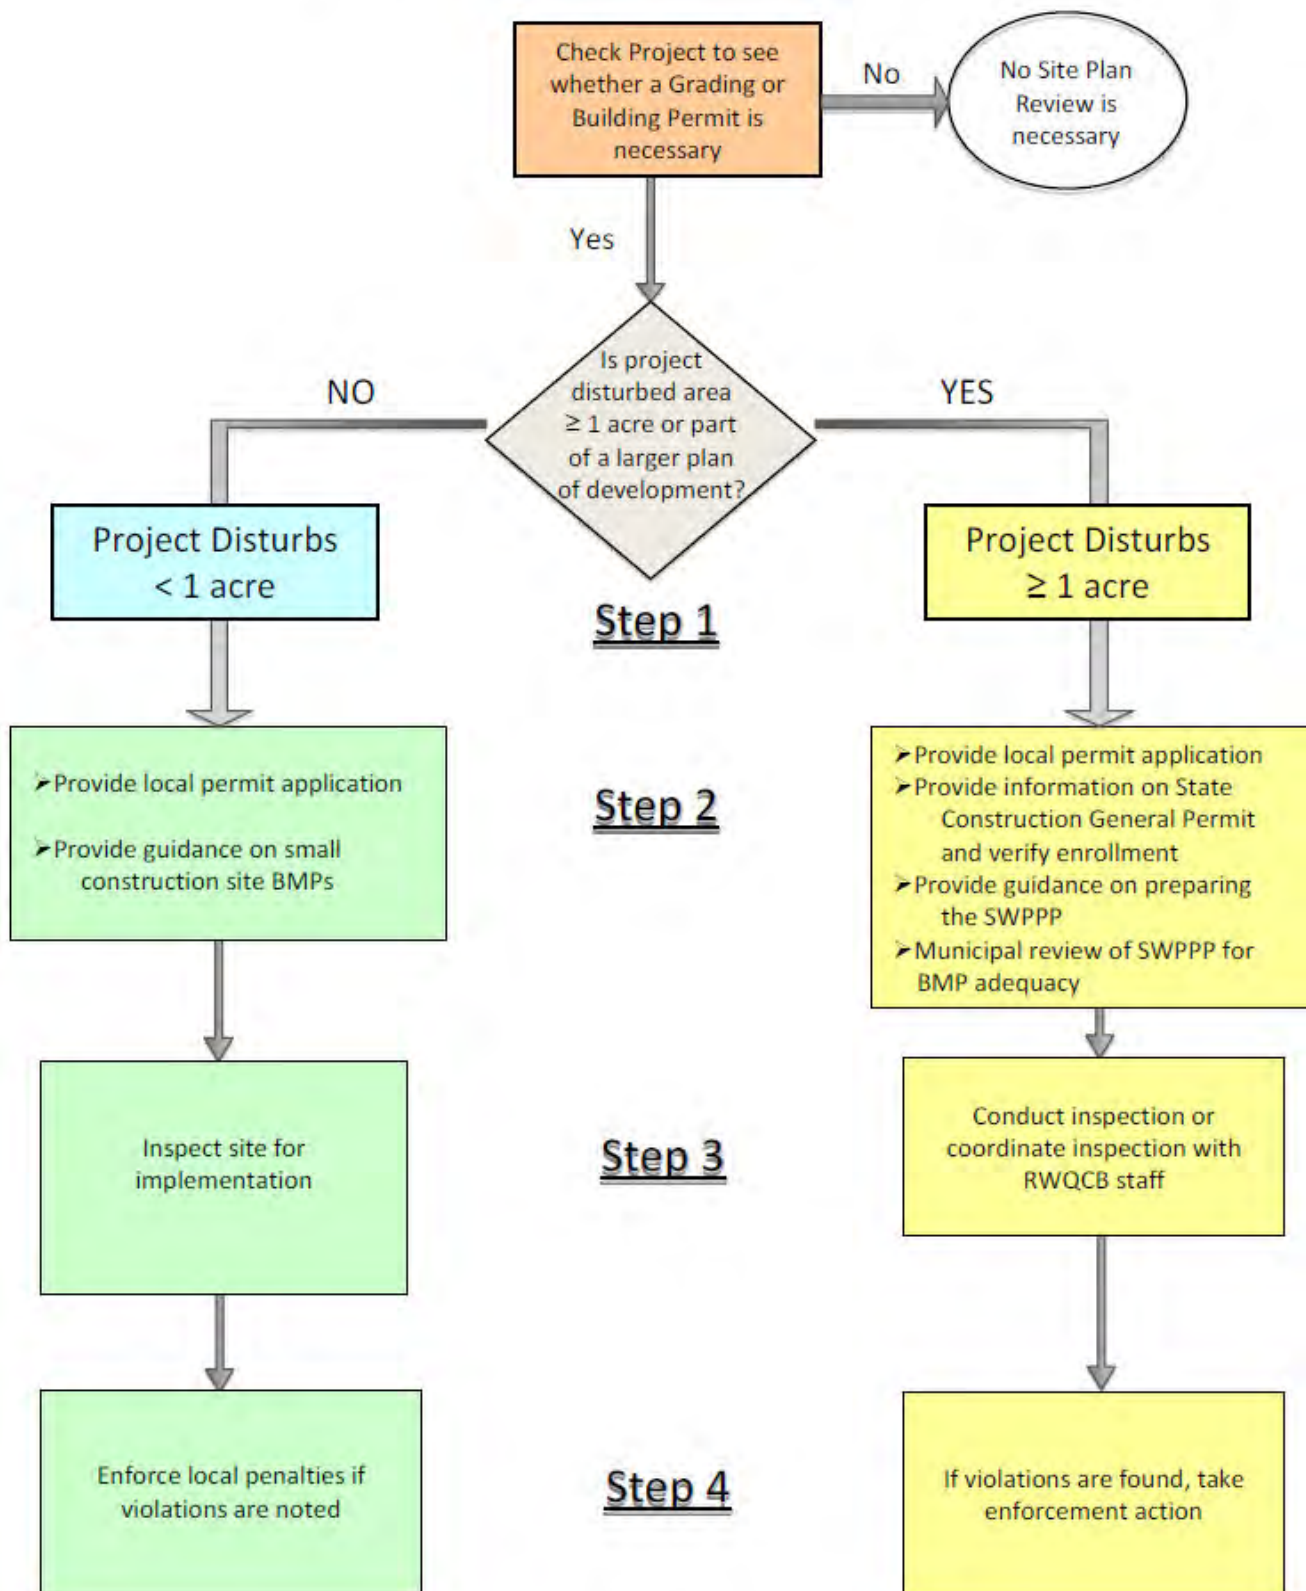 Check Project to see
whether a Grading or
Building Permit is
necessary
No
No Site Plan
Review is
necessary
Yes
Is project
disturbed area
≥ 1 acre or part
of a larger plan
of development?
NO
YES
Project Disturbs
< 1 acre
Project Disturbs
≥ 1 acre
Step 1
➢Provide local permit application
➢Provide guidance on small
construction site BMPs
Step 2
➢Provide local permit application
➢Provide information on State
Construction General Permit
and verify enrollment
➢Provide guidance on preparing
the SWPPP
➢Municipal review of SWPPP for
BMP adequacy
Inspect site for
implementation
Step 3
Conduct inspection or
coordinate inspection with
RWQCB staff
Enforce local penalties if
violations are noted
Step 4
If violations are found, take
enforcement action